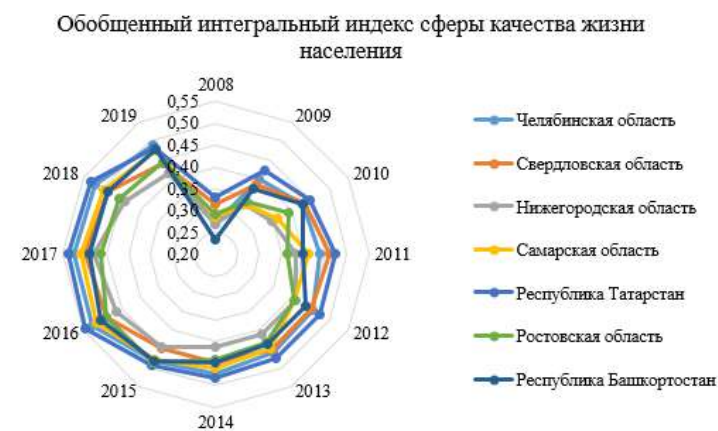 Обобщенный интегральный индекс сферы качества жизни
населения
2008
2009
2010
2011
2012
2013
2014
2015
2016
2017
2018
2019
0,55
0,50
0,45
0,40
0,35
0,30
0,25
0,20
Челябинская область
Свердловская область
Нижегородская область
Самарская область
Республика Татарстан
Ростовская область
Республика Башкортостан